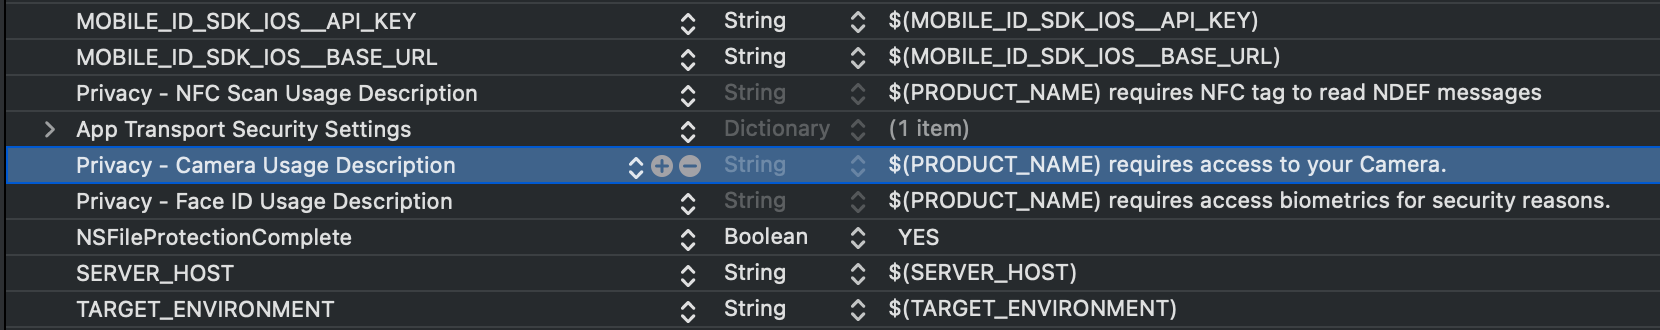 MOBILE_ID_SDK_IOS__API_KEY String $(MOBILE_ID_SDK_IOS__API_KEY)
MOBILE_ID_SDK_IOS__BASE_URL String $(MOBILE_ID_SDK_IOS__BASE_URL)
Privacy - NFC Scan Usage Description String $(PRODUCT_NAME) requires NFC tag to read NDEF messages
App Transport Security Settings Dictionary (1 item)
Privacy - Camera Usage Description String $(PRODUCT_NAME) requires access to your Camera.
Privacy - Face ID Usage Description String $(PRODUCT_NAME) requires access biometrics for security reasons.
NSFileProtectionComplete Boolean YES
SERVER_HOST String $(SERVER_HOST)
TARGET_ENVIRONMENT String $(TARGET_ENVIRONMENT)